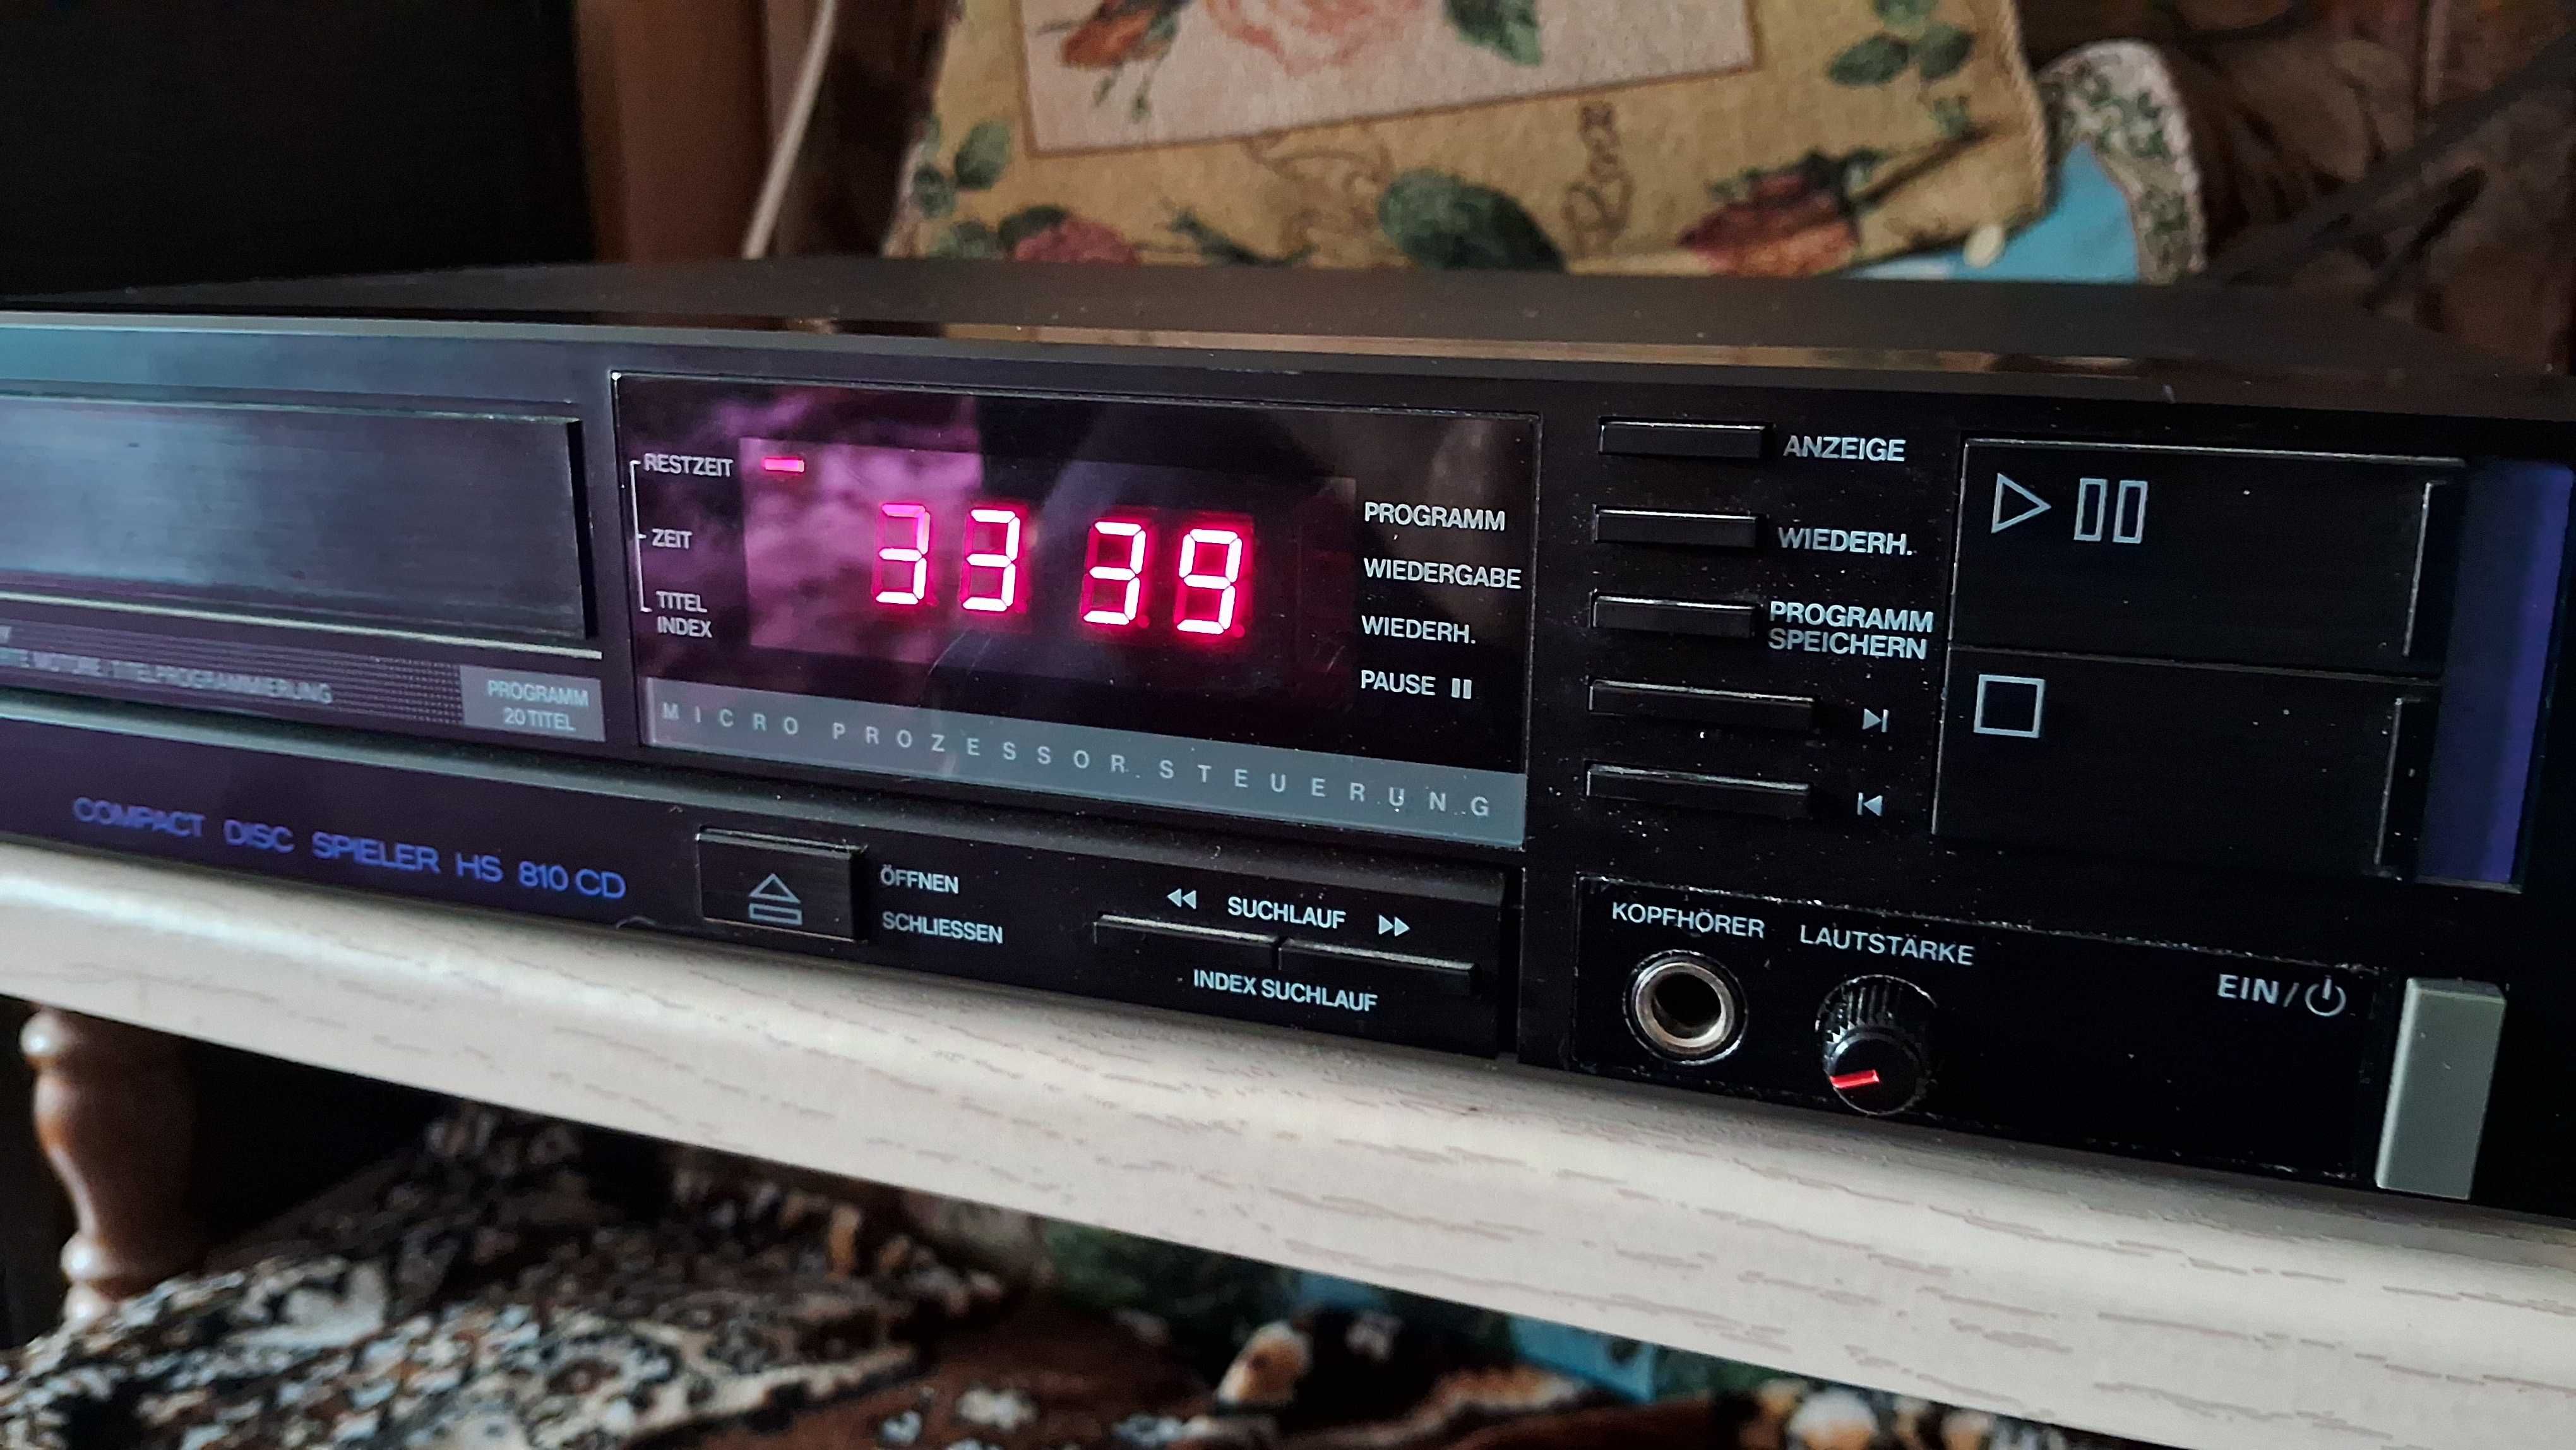 RESTZEIT
ZEIT
TITEL
INDEX
33 39
PROGRAMM
WIEDERGABE
WIEDERH.
PAUSE
MICRO PROZESSOR STEUERUNG
TITELPROGRAMMIERUNG
PROGRAMM
20 TITEL
COMPACT DISC SPIELER HS 810 CD
ÖFFNEN
SCHLIESSEN
SUCHLAUF
INDEX SUCHLAUF
ANZEIGE
WIEDERH.
PROGRAMM
SPEICHERN
KOPFHÖRER
LAUTSTÄRKE
EIN/